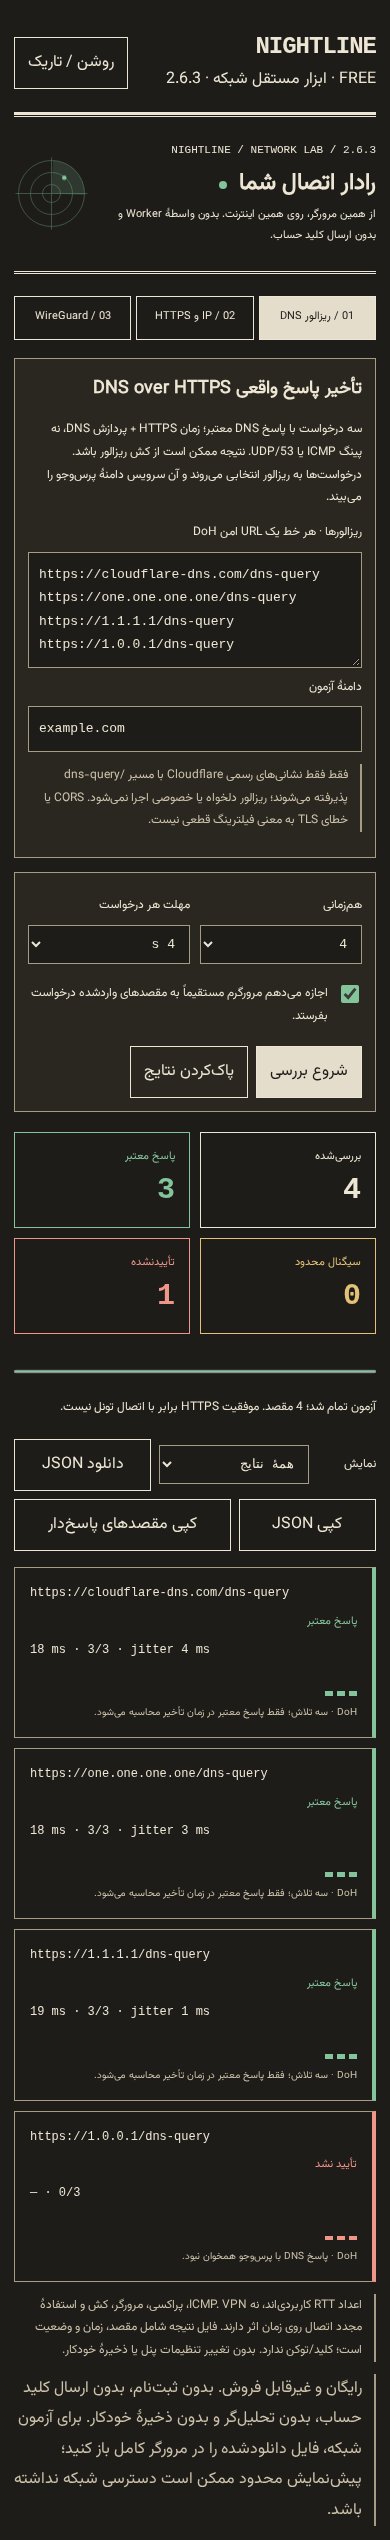 NIGHTLINE
FREE · ابزار مستقل شبکه · 2.6.3
روشن / تاریک
NIGHTLINE / NETWORK LAB / 2.6.3
رادار اتصال شما
از همین مرورگر، روی همین اینترنت. بدون واسطهٔ Worker و
بدون ارسال کلید حساب.
01 / ریزالور DNS
02 / IP و HTTPS
03 / WireGuard
تأخیر پاسخ واقعی DNS over HTTPS
سه درخواست با پاسخ DNS معتبر؛ زمان HTTPS + پردازش DNS، نه
پینگ ICMP یا UDP/53. نتیجه ممکن است از کش ریزالور باشد.
درخواست‌ها به ریزالور انتخابی می‌روند و آن سرویس دامنهٔ پرس‌وجو را
می‌بیند.
ریزالورها · هر خط یک URL امن DoH
https://cloudflare-dns.com/dns-query
https://one.one.one.one/dns-query
https://1.1.1.1/dns-query
https://1.0.0.1/dns-query
دامنهٔ آزمون
example.com
فقط فقط نشانی‌های رسمی Cloudflare با مسیر /dns-query
پذیرفته می‌شوند؛ ریزالور دلخواه یا خصوصی اجرا نمی‌شود. CORS یا
خطای TLS به معنی فیلترینگ قطعی نیست.
هم‌زمانی
مهلت هر درخواست
4
4 s
اجازه می‌دهم مرورگرم مستقیماً به مقصدهای واردشده درخواست
بفرستد.
شروع بررسی
پاک‌کردن نتایج
بررسی‌شده
4
پاسخ معتبر
3
سیگنال محدود
0
تأییدنشده
1
آزمون تمام شد؛ 4 مقصد. موفقیت HTTPS برابر با اتصال تونل نیست.
نمایش
همهٔ نتایج
دانلود JSON
کپی JSON
کپی مقصدهای پاسخ‌دار
https://cloudflare-dns.com/dns-query
پاسخ معتبر
18 ms · 3/3 · jitter 4 ms
DoH · سه تلاش؛ فقط پاسخ معتبر در زمان تأخیر محاسبه می‌شود.
https://one.one.one.one/dns-query
پاسخ معتبر
18 ms · 3/3 · jitter 3 ms
DoH · سه تلاش؛ فقط پاسخ معتبر در زمان تأخیر محاسبه می‌شود.
https://1.1.1.1/dns-query
پاسخ معتبر
19 ms · 3/3 · jitter 1 ms
DoH · سه تلاش؛ فقط پاسخ معتبر در زمان تأخیر محاسبه می‌شود.
https://1.0.0.1/dns-query
تأیید نشد
— · 0/3
DoH · پاسخ DNS با پرس‌وجو همخوان نبود.
اعداد RTT کاربردی‌اند، نه ICMP. VPN، پراکسی، مرورگر، کش و استفادهٔ
مجدد اتصال روی زمان اثر دارند. فایل نتیجه شامل مقصد، زمان و وضعیت
است؛ کلید/توکن ندارد. بدون تغییر تنظیمات پنل یا ذخیرهٔ خودکار.
رایگان و غیرقابل فروش. بدون ثبت‌نام، بدون ارسال کلید
حساب، بدون تحلیل‌گر و بدون ذخیرهٔ خودکار. برای آزمون
شبکه، فایل دانلودشده را در مرورگر کامل باز کنید؛
پیش‌نمایش محدود ممکن است دسترسی شبکه نداشته
باشد.